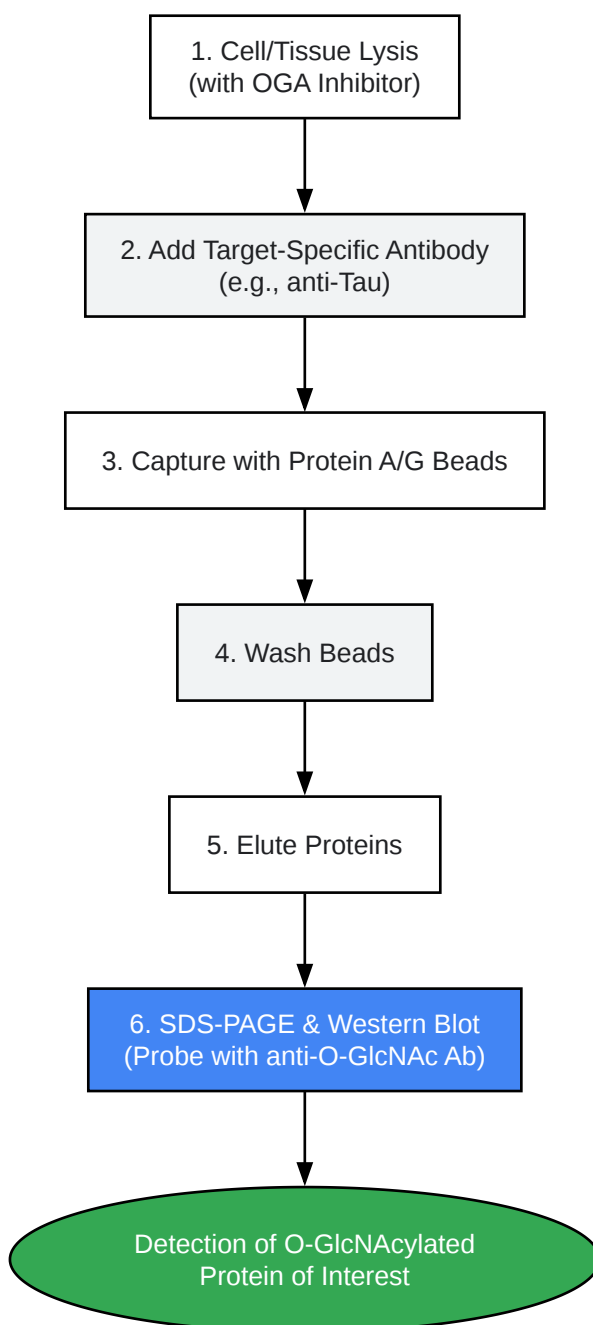 1. Cell/Tissue Lysis
(with OGA Inhibitor)
2. Add Target-Specific Antibody
(e.g., anti-Tau)
3. Capture with Protein A/G Beads
4. Wash Beads
5. Elute Proteins
6. SDS-PAGE & Western Blot
(Probe with anti-O-GlcNAc Ab)
Detection of O-GlcNAcylated
Protein of Interest